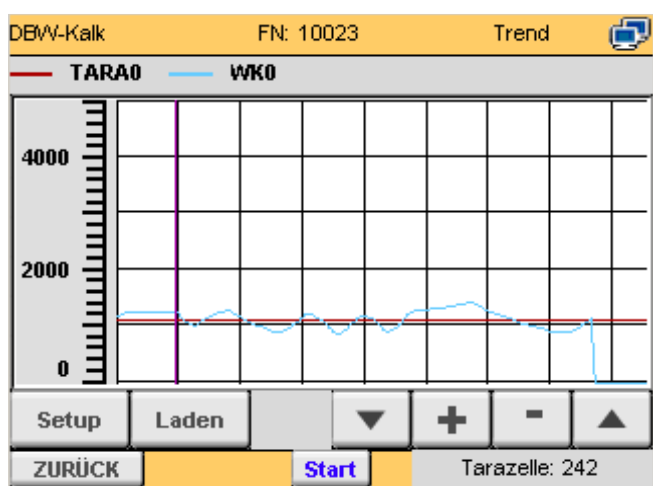 DBW-Kalk FN: 10023 Trend
TARA0 WK0
4000
2000
0
Setup Laden + -
ZURÜCK Start Tarazelle: 242